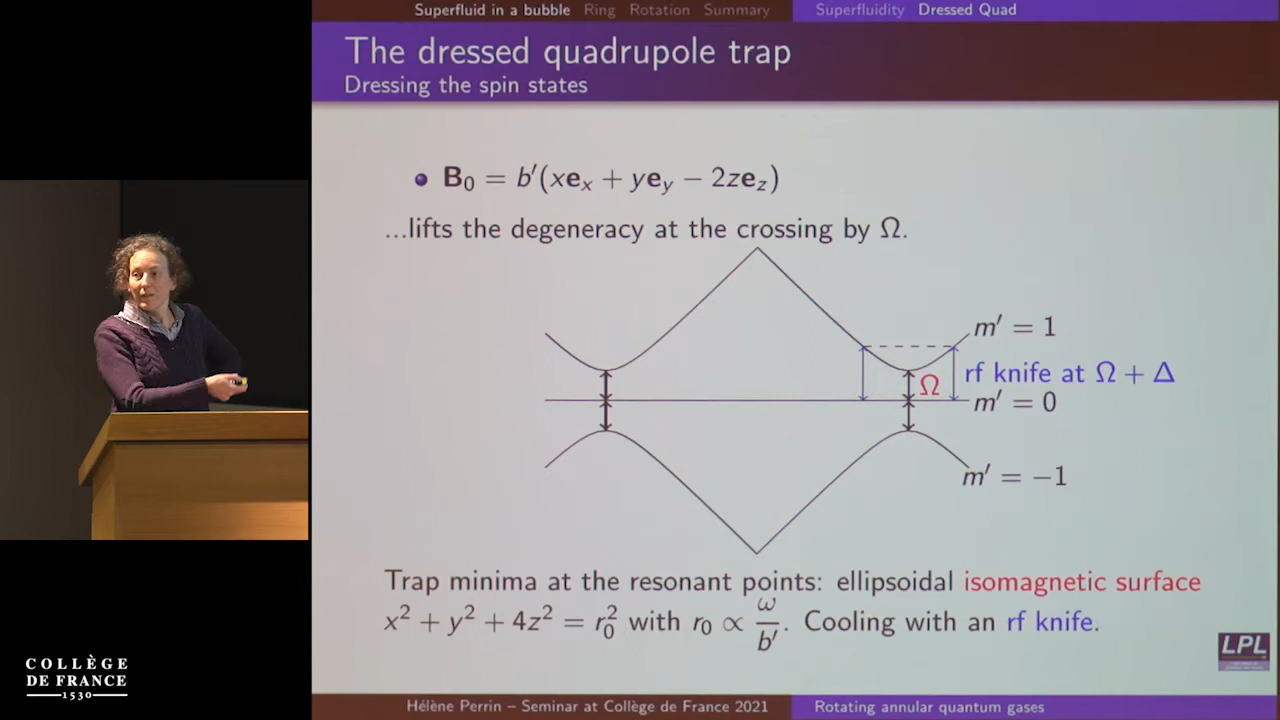 Superfluid in a bubble Ring Rotation Summary Superfluidity Dressed Quad
The dressed quadrupole trap
Dressing the spin states
• B₀ = b′(xeₓ + yeᵧ − 2ze_z)
...lifts the degeneracy at the crossing by Ω.
m′ = 1
rf knife at Ω + Δ
Ω
m′ = 0
m′ = −1
Trap minima at the resonant points: ellipsoidal isomagnetic surface
x² + y² + 4z² = r₀² with r₀ ∝ ω/b′. Cooling with an rf knife.
LPL
COLLÈGE
DE FRANCE
1530
Hélène Perrin – Seminar at Collège de France 2021 Rotating annular quantum gases